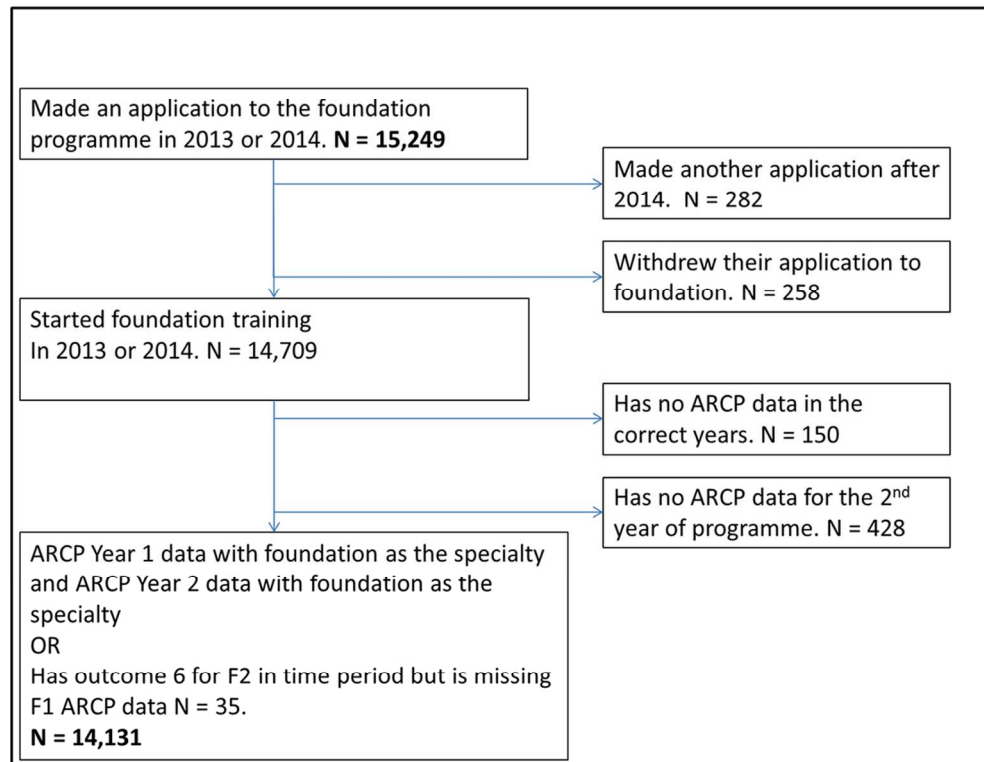 Made an application to the foundation
programme in 2013 or 2014. N = 15,249
Made another application after
2014. N = 282
Withdrew their application to
foundation. N = 258
Started foundation training
In 2013 or 2014. N = 14,709
Has no ARCP data in the
correct years. N = 150
Has no ARCP data for the 2nd
year of programme. N = 428
ARCP Year 1 data with foundation as the specialty
and ARCP Year 2 data with foundation as the
specialty
OR
Has outcome 6 for F2 in time period but is missing
F1 ARCP data N = 35.
N = 14,131